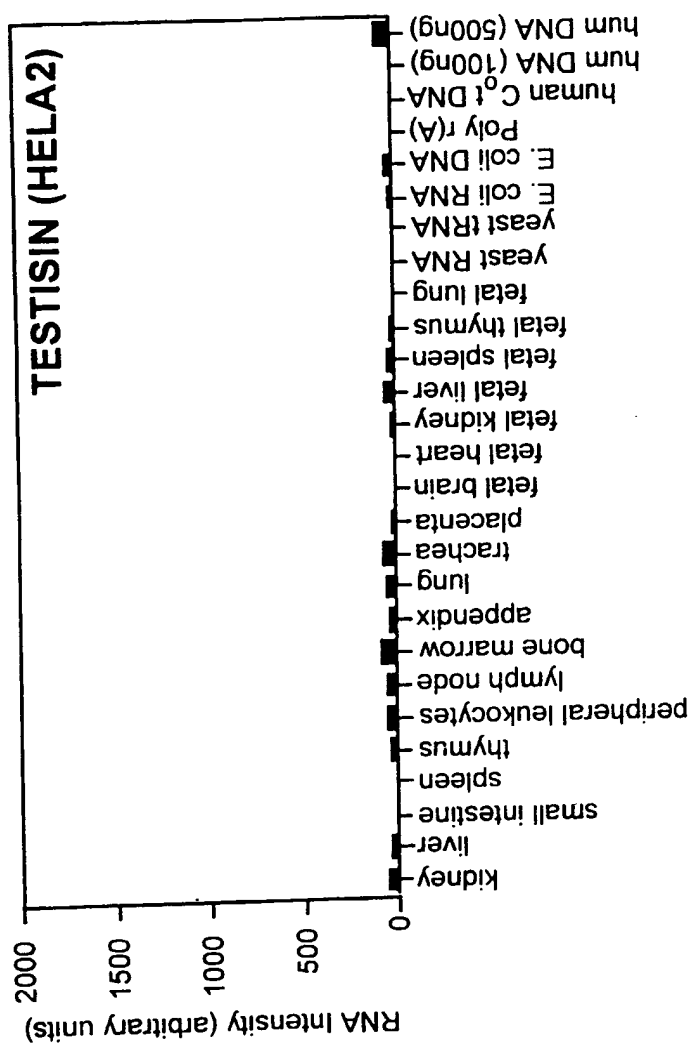 TESTISIN (HELA2)
RNA Intensity (arbitrary units)
2000
1500
1000
500
0
kidney
liver
small intestine
spleen
thymus
peripheral leukocytes
lymph node
bone marrow
appendix
lung
trachea
placenta
fetal brain
fetal heart
fetal kidney
fetal liver
fetal spleen
fetal thymus
fetal lung
yeast RNA
yeast tRNA
E. coli RNA
E. coli DNA
Poly r(A)
human C₀t DNA
hum DNA (100ng)
hum DNA (500ng)